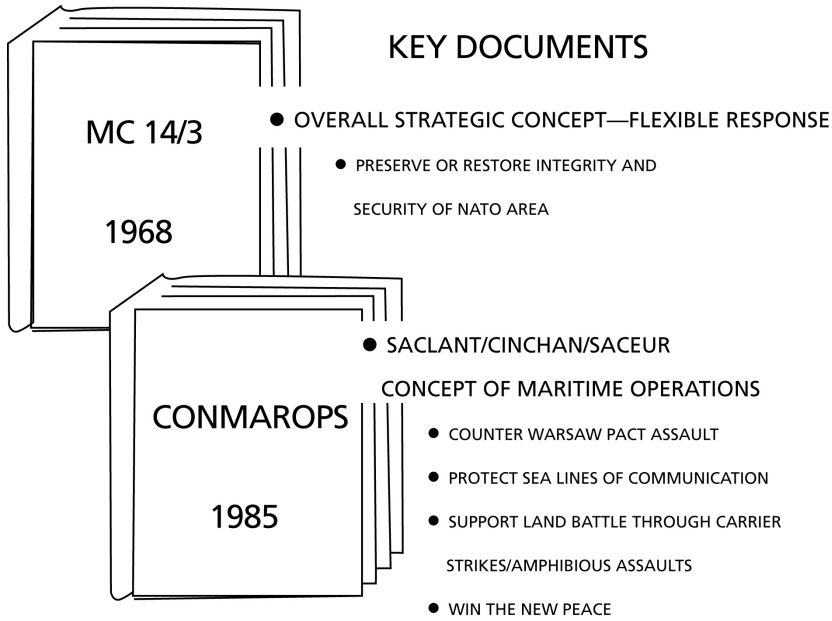 KEY DOCUMENTS
MC 14/3
1968
● OVERALL STRATEGIC CONCEPT—FLEXIBLE RESPONSE
● PRESERVE OR RESTORE INTEGRITY AND
SECURITY OF NATO AREA
CONMAROPS
1985
● SACLANT/CINCHAN/SACEUR
CONCEPT OF MARITIME OPERATIONS
● COUNTER WARSAW PACT ASSAULT
● PROTECT SEA LINES OF COMMUNICATION
● SUPPORT LAND BATTLE THROUGH CARRIER
STRIKES/AMPHIBIOUS ASSAULTS
● WIN THE NEW PEACE